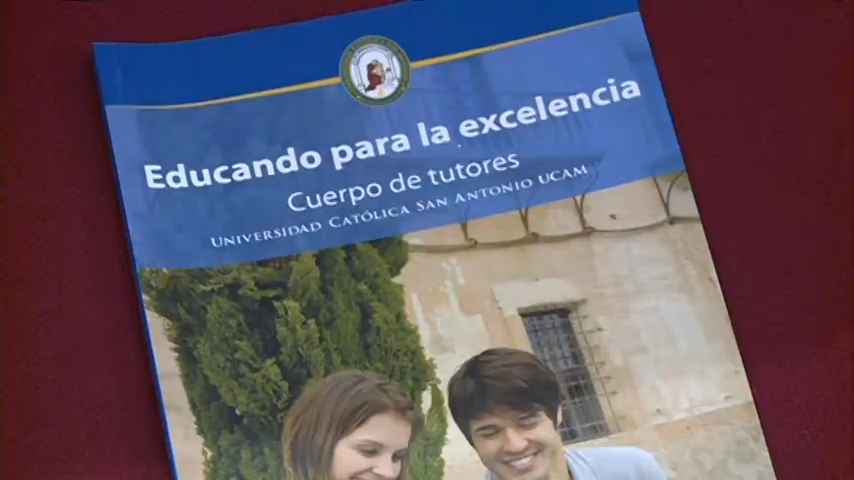 Educando para la excelencia
Cuerpo de tutores
UNIVERSIDAD CATÓLICA SAN ANTONIO UCAM